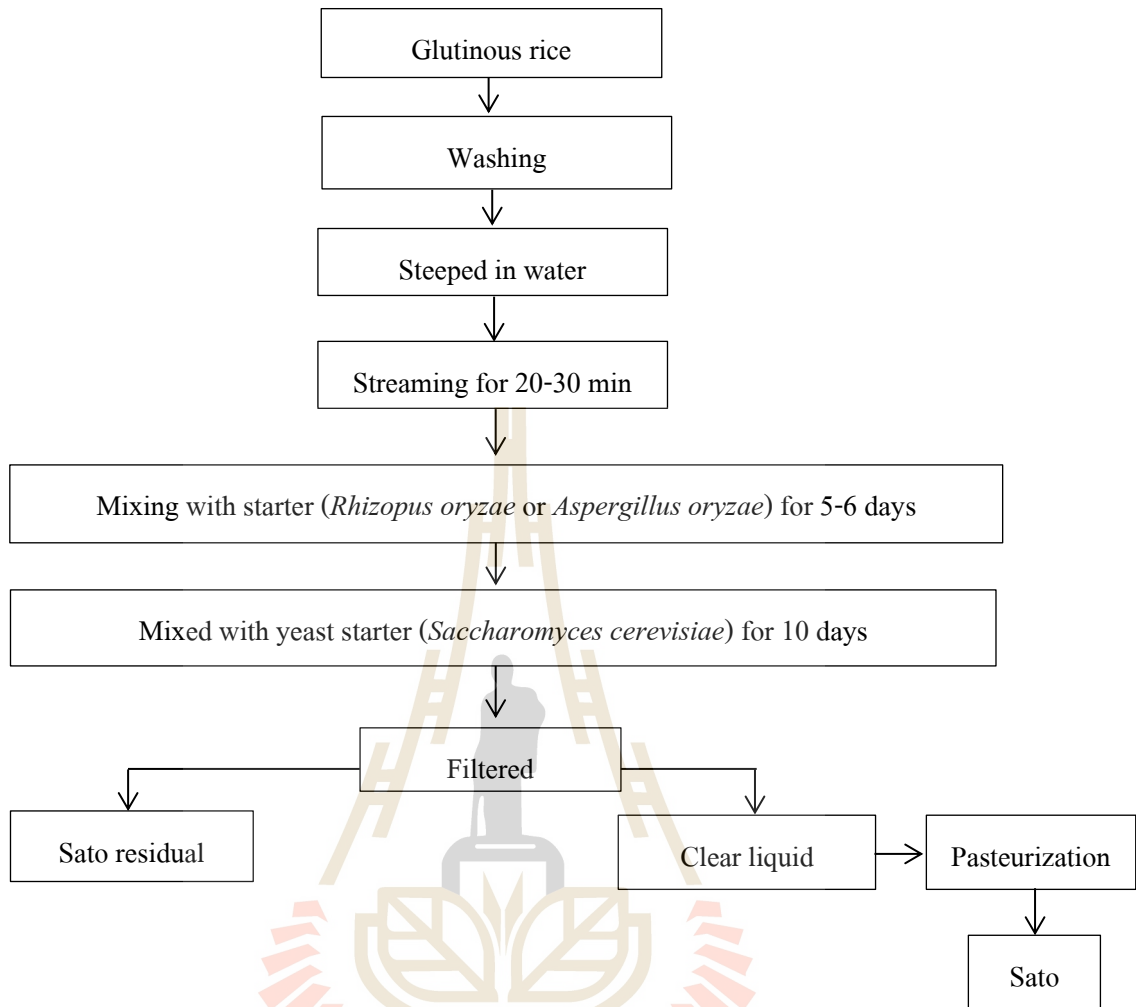 Glutinous rice
Washing
Steeped in water
Streaming for 20-30 min
Mixing with starter (Rhizopus oryzae or Aspergillus oryzae) for 5-6 days
Mixed with yeast starter (Saccharomyces cerevisiae) for 10 days
Filtered
Sato residual
Clear liquid
Pasteurization
Sato